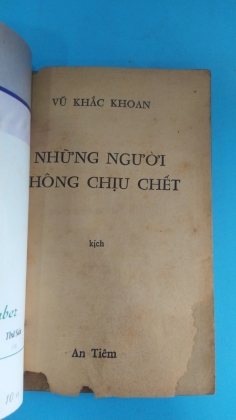 VŨ KHẮC KHOAN
NHỮNG NGƯỜI
HÔNG CHỊU CHẾT
kịch
An Tiêm